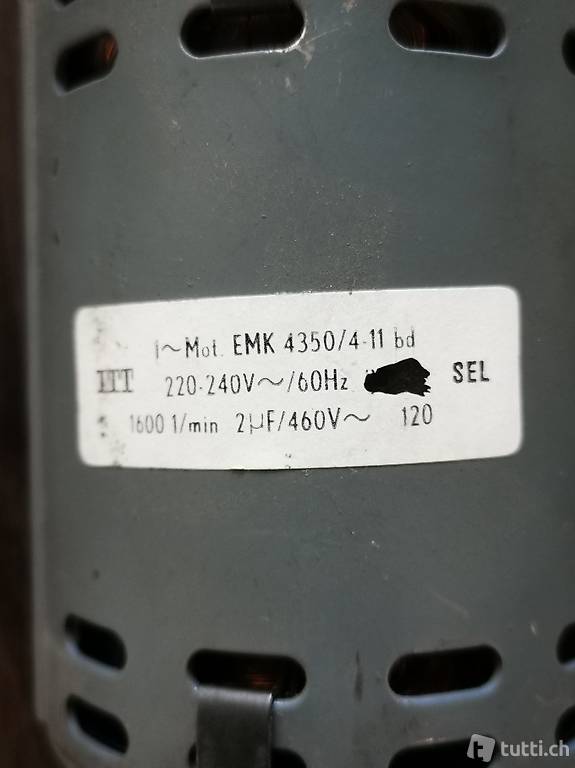 1~Mot. EMK 4350/4-11 bd
ITT 220-240V~/60Hz SEL
1600 1/min 2µF/460V~ 120
tutti.ch